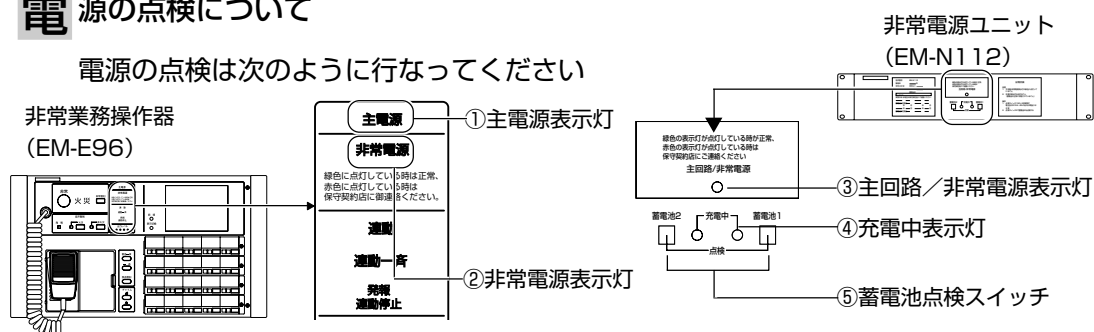 電源の点検について
電源の点検は次のように行なってください
非常業務操作器
（EM-E96）
火災
主電源
非常電源
緑色に点灯している時は正常、
赤色に点灯している時は
保守契約店に御連絡ください。
連動
連動一斉
発報
連動停止
①主電源表示灯
②非常電源表示灯
非常電源ユニット
（EM-N112）
緑色の表示灯が点灯している時が正常、
赤色の表示灯が点灯している時は
保守契約店にご連絡ください
主回路/非常電源
③主回路／非常電源表示灯
蓄電池2 充電中 蓄電池1
点検
④充電中表示灯
⑤蓄電池点検スイッチ